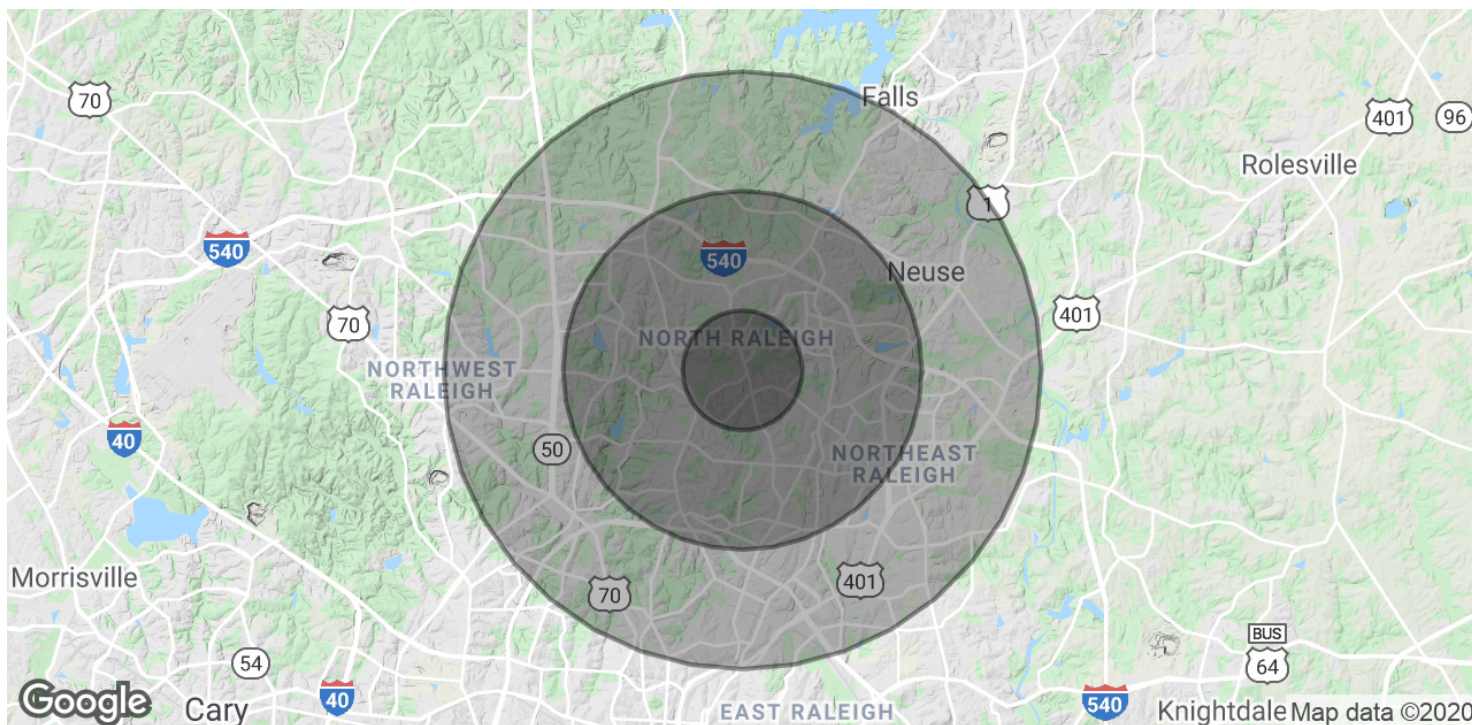 70
Falls
401
96
Rolesville
1
540
540
Neuse
70
401
NORTH RALEIGH
NORTHWEST
RALEIGH
40
50
NORTHEAST
RALEIGH
Morrisville
70
401
BUS
64
54
Google
Cary
40
EAST RALEIGH
540
Knightdale
Map data ©2020